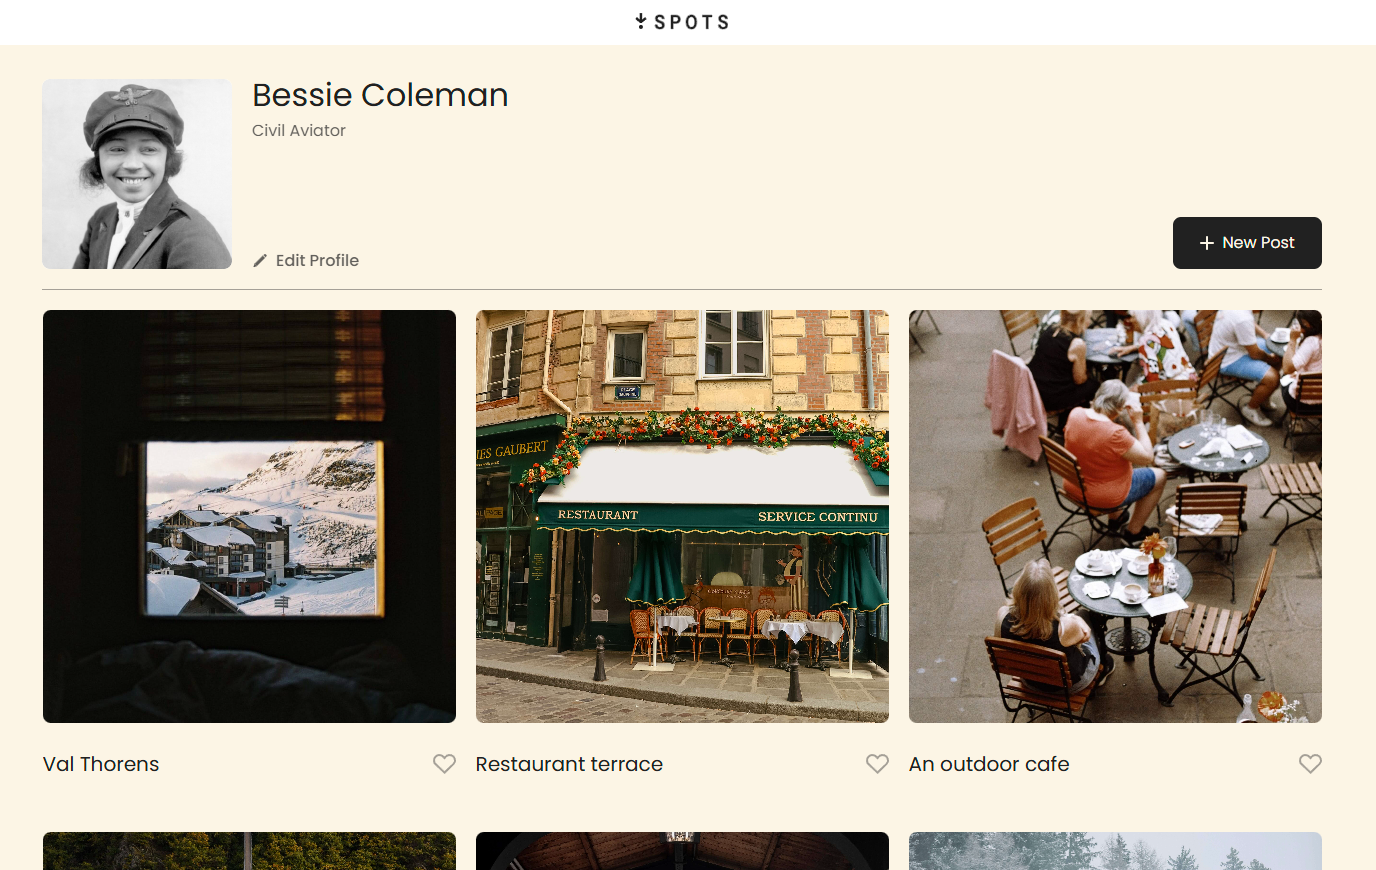 SPOTS
Bessie Coleman
Civil Aviator
Edit Profile
New Post
IES GAUBERT
RESTAURANT
SERVICE CONTINU
Val Thorens
Restaurant terrace
An outdoor cafe